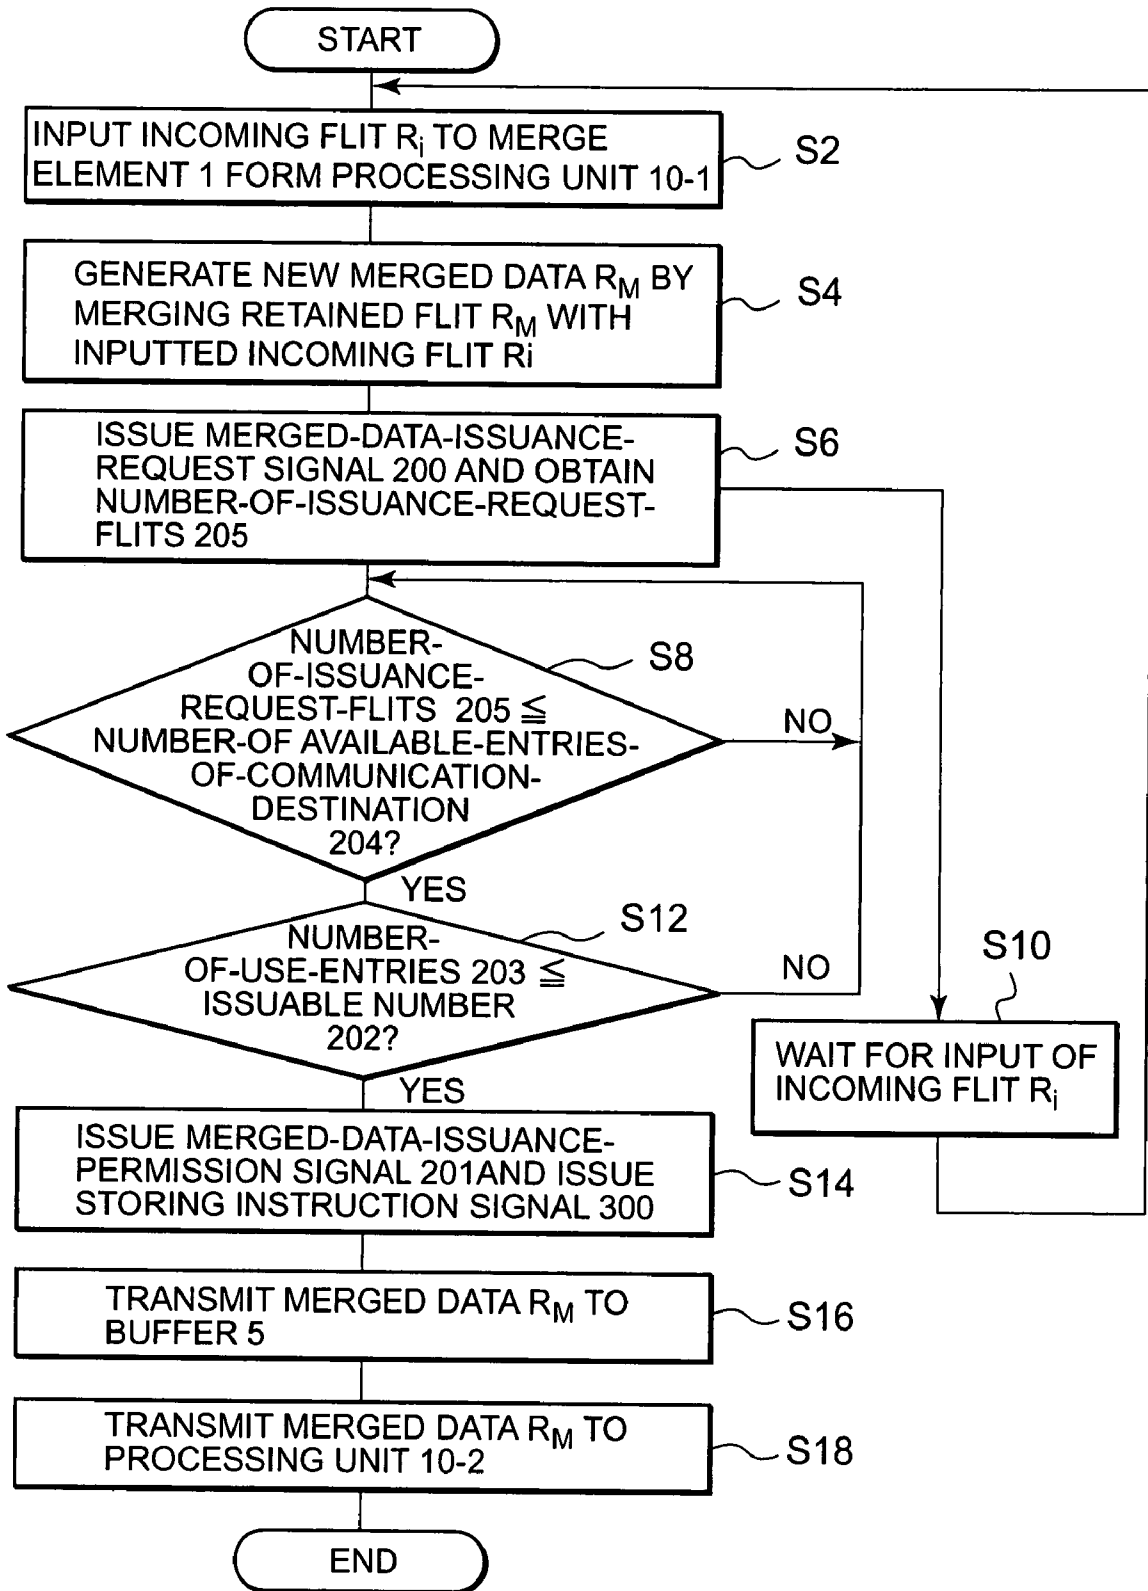 START
INPUT INCOMING FLIT Ri TO MERGE
ELEMENT 1 FORM PROCESSING UNIT 10-1
S2
GENERATE NEW MERGED DATA RM BY
MERGING RETAINED FLIT RM WITH
INPUTTED INCOMING FLIT Ri
S4
ISSUE MERGED-DATA-ISSUANCE-
REQUEST SIGNAL 200 AND OBTAIN
NUMBER-OF-ISSUANCE-REQUEST-
FLITS 205
S6
NUMBER-
OF-ISSUANCE-
REQUEST-FLITS 205 ≦
NUMBER-OF AVAILABLE-ENTRIES-
OF-COMMUNICATION-
DESTINATION
204?
S8
NO
YES
NUMBER-
OF-USE-ENTRIES 203 ≦
ISSUABLE NUMBER
202?
S12
NO
YES
S10
WAIT FOR INPUT OF
INCOMING FLIT Ri
ISSUE MERGED-DATA-ISSUANCE-
PERMISSION SIGNAL 201AND ISSUE
STORING INSTRUCTION SIGNAL 300
S14
TRANSMIT MERGED DATA RM TO
BUFFER 5
S16
TRANSMIT MERGED DATA RM TO
PROCESSING UNIT 10-2
S18
END